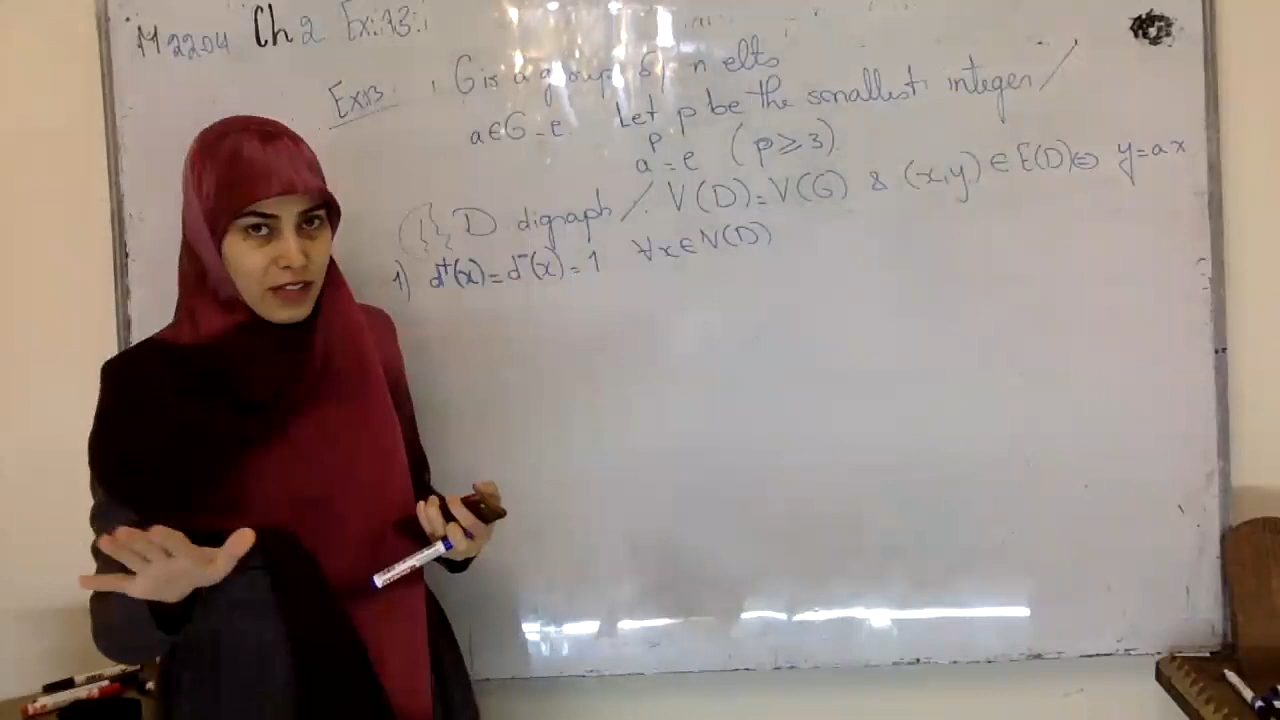 M2204 Ch 2 Ex:13:
Ex13 : G is a group of n elts
a∈G-e. Let p be the smallest integer /
a^p = e (p ≥ 3).
D digraph /. V(D)=V(G) & (x,y) ∈ E(D)⇔ y=ax
1) d⁺(x)=d⁻(x)=1 ∀x∈V(D)